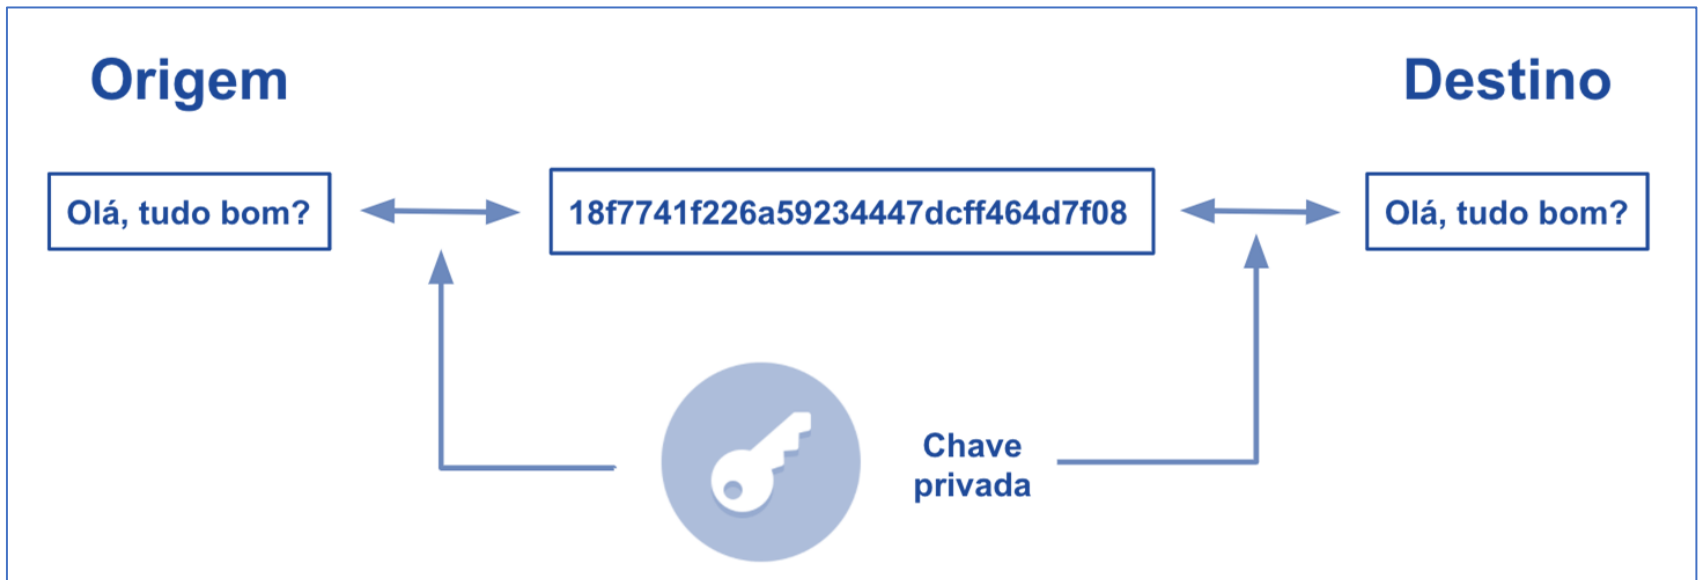 Origem
Destino
Olá, tudo bom?
18f7741f226a59234447dcff464d7f08
Olá, tudo bom?
Chave
privada